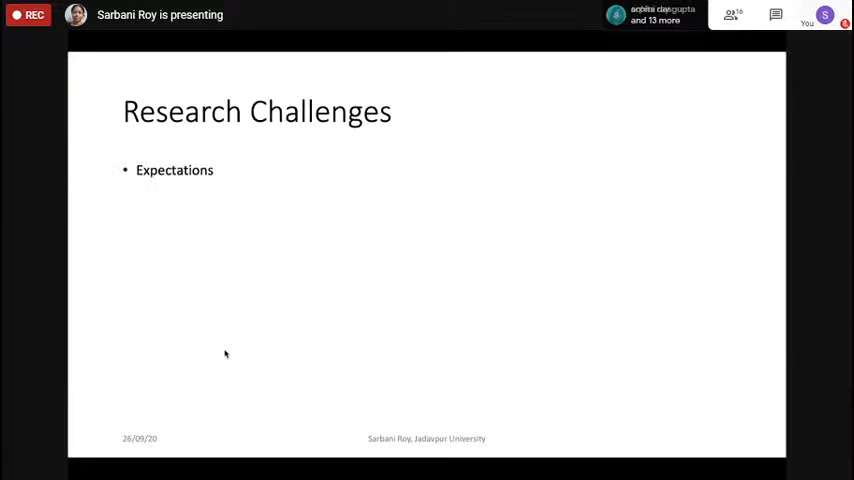 REC
Sarbani Roy is presenting
and 13 more
16
You
S
Research Challenges
• Expectations
26/09/20
Sarbani Roy, Jadavpur University